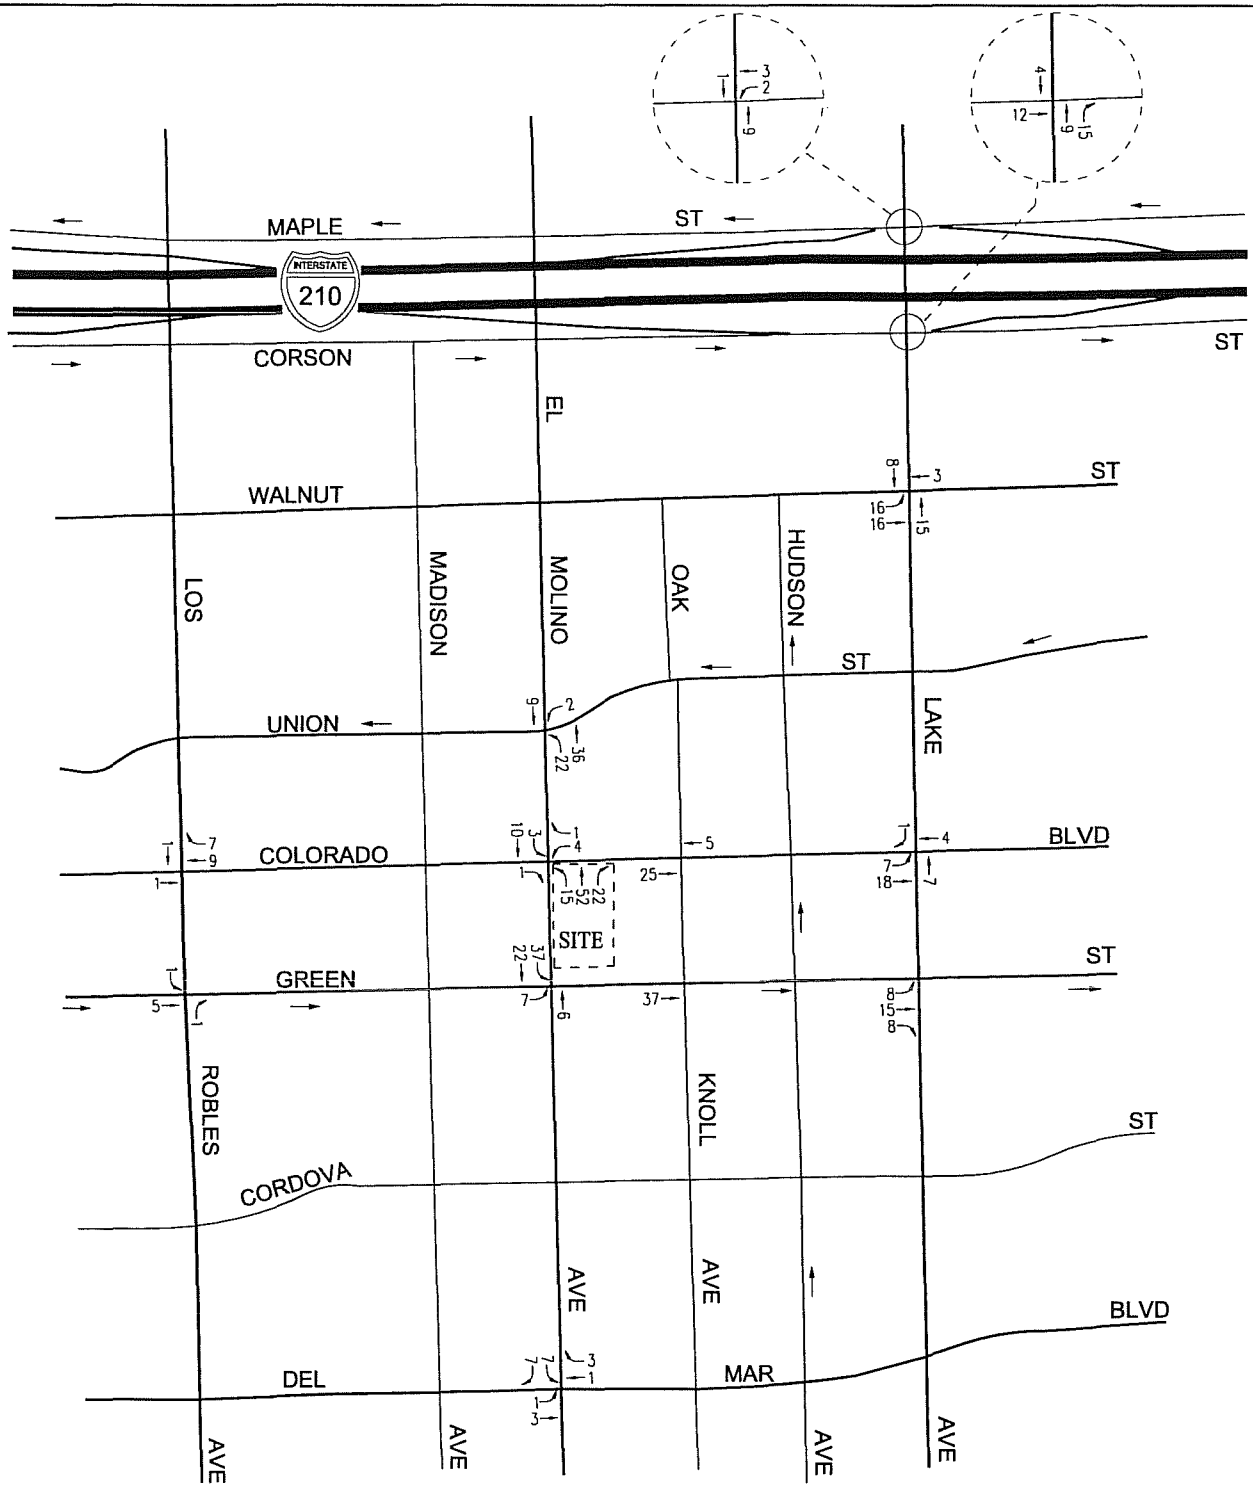 3
1
2
9
4
12
9
15
MAPLE
ST
INTERSTATE
210
CORSON
ST
EL
WALNUT
ST
8
3
16
16
15
LOS
MADISON
MOLINO
OAK
HUDSON
ST
UNION
9
2
36
22
LAKE
7
1
9
1
COLORADO
10
3
1
4
1
15
52
22
5
25
1
4
7
18
7
BLVD
SITE
1
5
1
GREEN
22
37
7
6
37
8
15
8
ST
ROBLES
KNOLL
ST
CORDOVA
AVE
AVE
BLVD
DEL
7
7
3
1
1
3
MAR
AVE
AVE
AVE
AVE